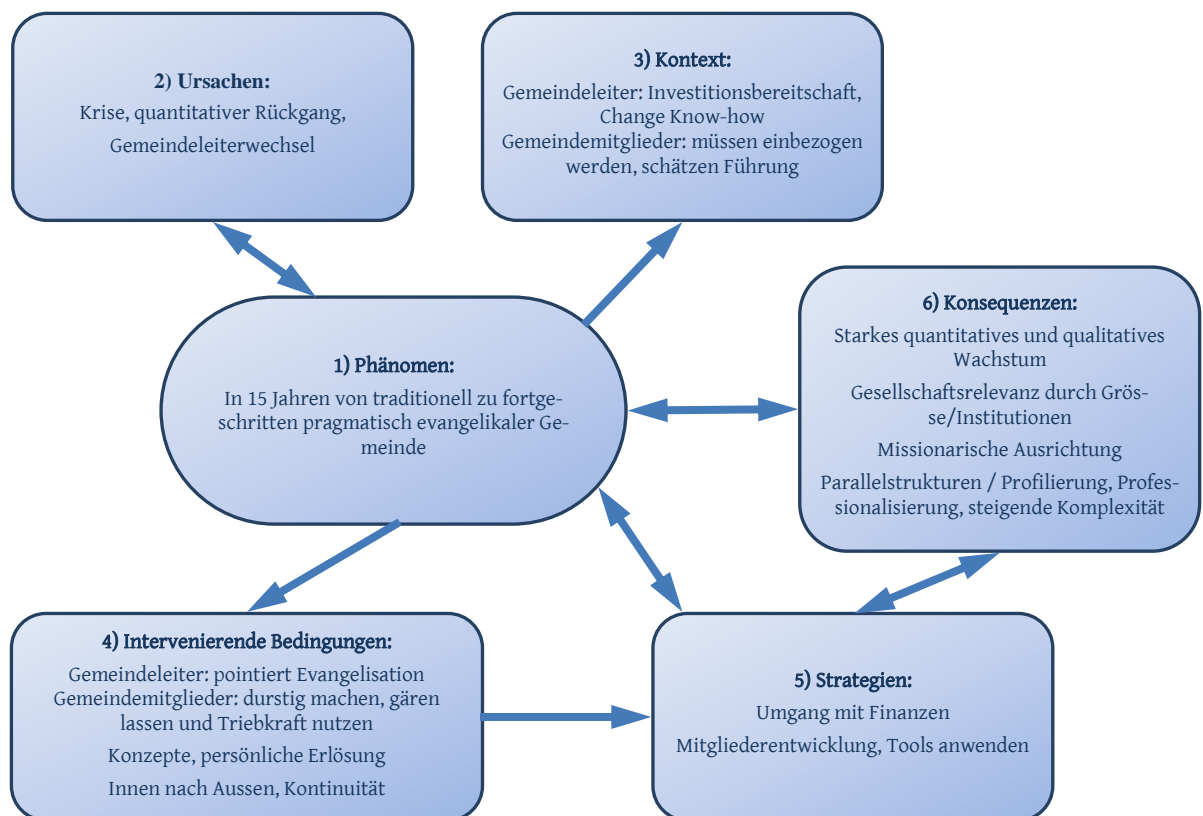 2) Ursachen:
Krise, quantitativer Rückgang,
Gemeindeleiterwechsel
3) Kontext:
Gemeindeleiter: Investitionsbereitschaft,
Change Know-how
Gemeindemitglieder: müssen einbezogen
werden, schätzen Führung
1) Phänomen:
In 15 Jahren von traditionell zu fortge-
schritten pragmatisch evangelikaler Ge-
meinde
6) Konsequenzen:
Starkes quantitatives und qualitatives
Wachstum
Gesellschaftsrelevanz durch Grös-
se/Institutionen
Missionarische Ausrichtung
Parallelstrukturen / Profilierung, Profes-
sionalisierung, steigende Komplexität
4) Intervenierende Bedingungen:
Gemeindeleiter: pointiert Evangelisation
Gemeindemitglieder: durstig machen, gären
lassen und Triebkraft nutzen
Konzepte, persönliche Erlösung
Innen nach Aussen, Kontinuität
5) Strategien:
Umgang mit Finanzen
Mitgliederentwicklung, Tools anwenden